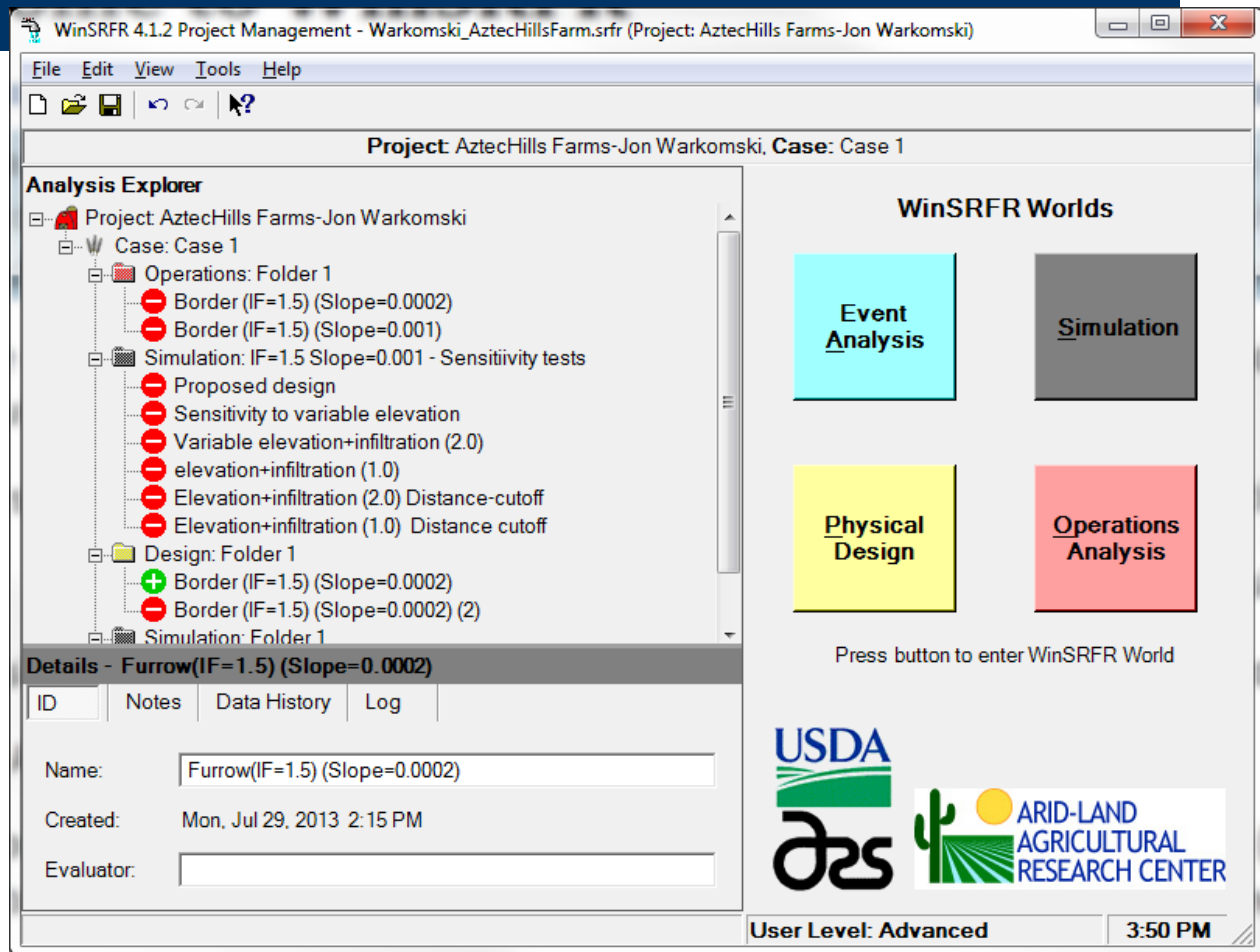 WinSRFR 4.1.2 Project Management - Warkomski_AztecHillsFarm.srfr (Project: AztecHills Farms-Jon Warkomski)
File Edit View Tools Help
Project: AztecHills Farms-Jon Warkomski, Case: Case 1
Analysis Explorer
Project: AztecHills Farms-Jon Warkomski
Case: Case 1
Operations: Folder 1
Border (IF=1.5) (Slope=0.0002)
Border (IF=1.5) (Slope=0.001)
Simulation: IF=1.5 Slope=0.001 - Sensitiivity tests
Proposed design
Sensitivity to variable elevation
Variable elevation+infiltration (2.0)
elevation+infiltration (1.0)
Elevation+infiltration (2.0) Distance-cutoff
Elevation+infiltration (1.0) Distance cutoff
Design: Folder 1
Border (IF=1.5) (Slope=0.0002)
Border (IF=1.5) (Slope=0.0002) (2)
Simulation: Folder 1
Details - Furrow(IF=1.5) (Slope=0.0002)
ID Notes Data History Log
Name: Furrow(IF=1.5) (Slope=0.0002)
Created: Mon, Jul 29, 2013 2:15 PM
Evaluator:
WinSRFR Worlds
Event
Analysis
Simulation
Physical
Design
Operations
Analysis
Press button to enter WinSRFR World
USDA
ars
ARID-LAND
AGRICULTURAL
RESEARCH CENTER
User Level: Advanced 3:50 PM